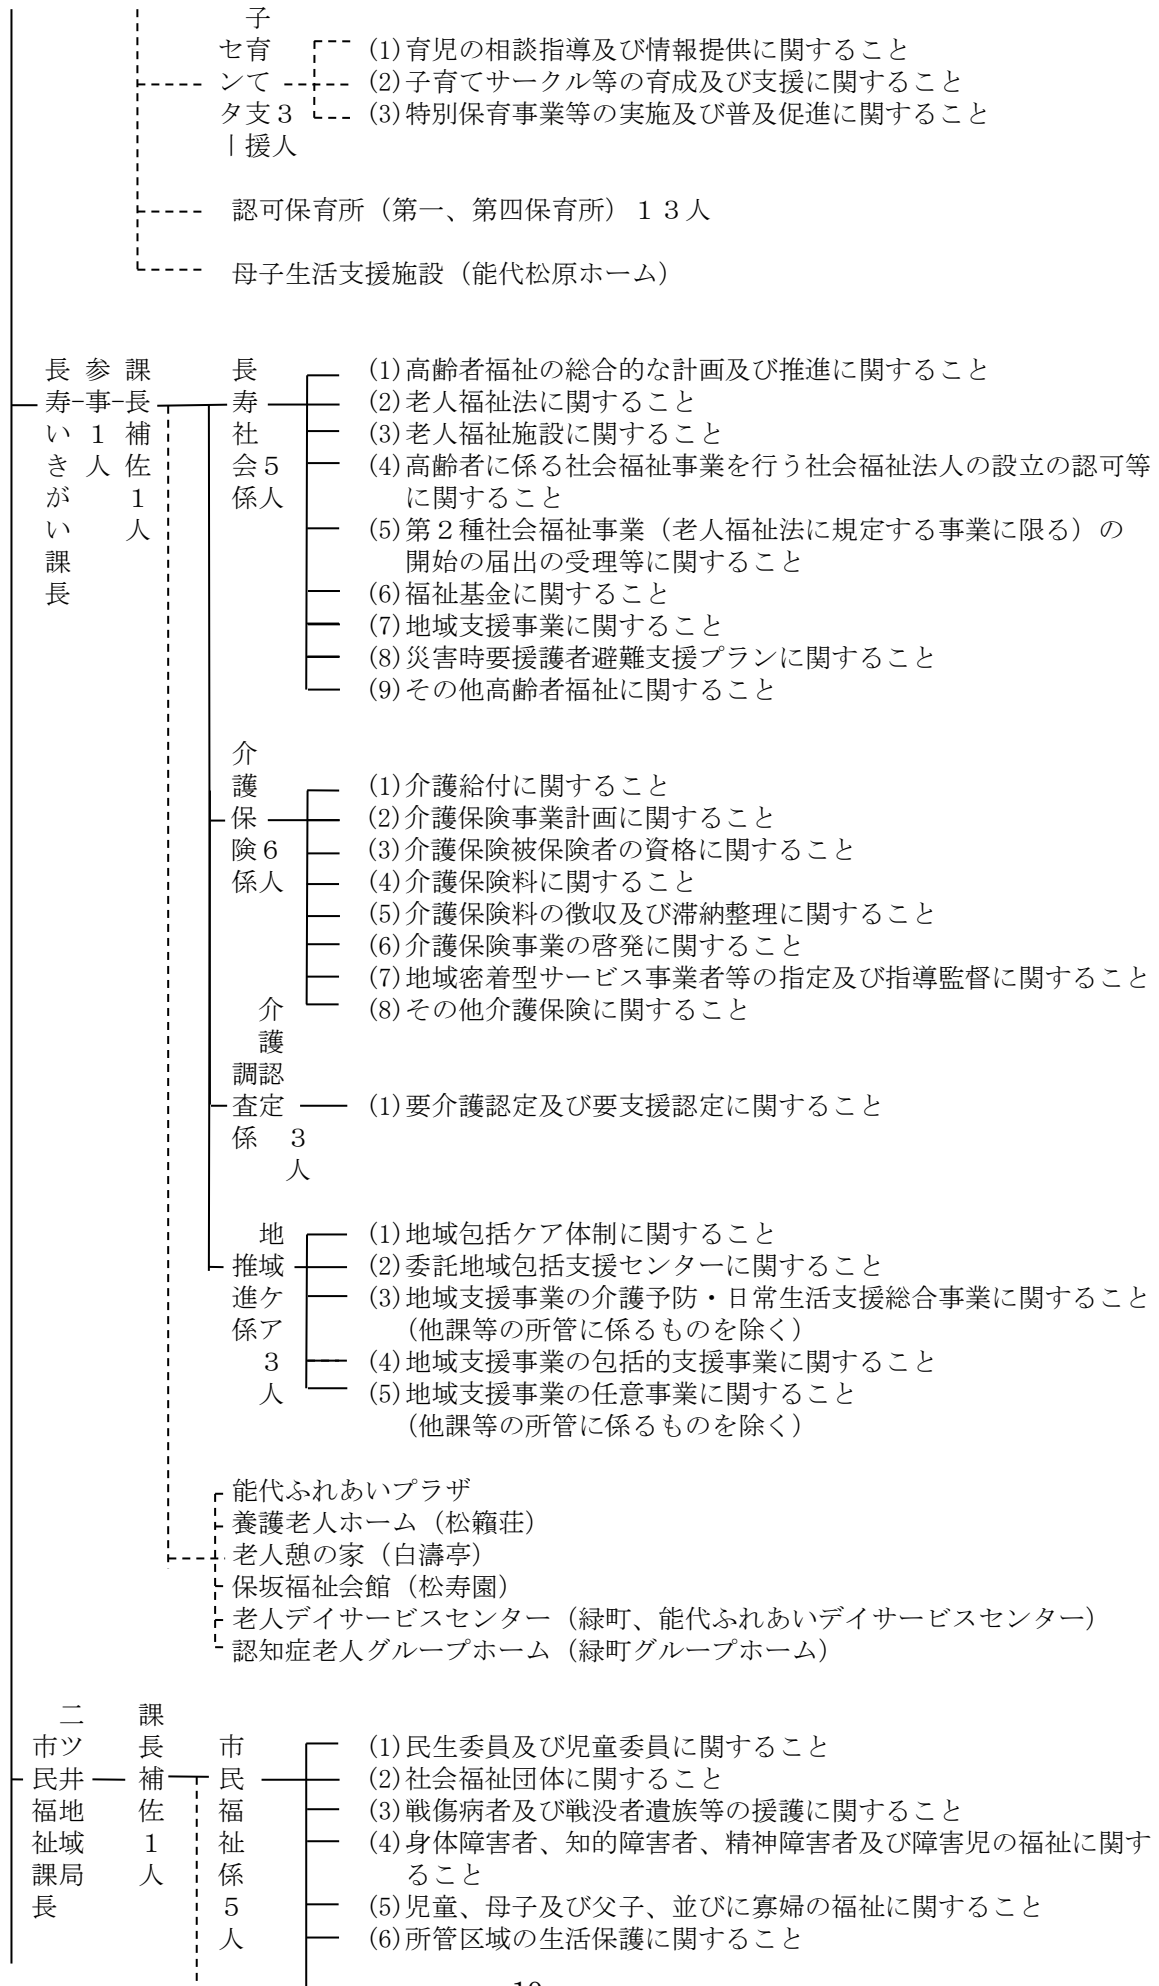 子育て支援センター 3人
(1)育児の相談指導及び情報提供に関すること
(2)子育てサークル等の育成及び支援に関すること
(3)特別保育事業等の実施及び普及促進に関すること
認可保育所（第一、第四保育所）１３人
母子生活支援施設（能代松原ホーム）
長寿いきがい課長
参事１人
課長補佐１人
長寿社会係
5人
(1)高齢者福祉の総合的な計画及び推進に関すること
(2)老人福祉法に関すること
(3)老人福祉施設に関すること
(4)高齢者に係る社会福祉事業を行う社会福祉法人の設立の認可等
に関すること
(5)第２種社会福祉事業（老人福祉法に規定する事業に限る）の
開始の届出の受理等に関すること
(6)福祉基金に関すること
(7)地域支援事業に関すること
(8)災害時要援護者避難支援プランに関すること
(9)その他高齢者福祉に関すること
介護保険係
6人
(1)介護給付に関すること
(2)介護保険事業計画に関すること
(3)介護保険被保険者の資格に関すること
(4)介護保険料に関すること
(5)介護保険料の徴収及び滞納整理に関すること
(6)介護保険事業の啓発に関すること
(7)地域密着型サービス事業者等の指定及び指導監督に関すること
(8)その他介護保険に関すること
介護認定
調査係
３人
(1)要介護認定及び要支援認定に関すること
地域ケア
推進係
３人
(1)地域包括ケア体制に関すること
(2)委託地域包括支援センターに関すること
(3)地域支援事業の介護予防・日常生活支援総合事業に関すること
（他課等の所管に係るものを除く）
(4)地域支援事業の包括的支援事業に関すること
(5)地域支援事業の任意事業に関すること
（他課等の所管に係るものを除く）
能代ふれあいプラザ
養護老人ホーム（松籟荘）
老人憩の家（白濤亭）
保坂福祉会館（松寿園）
老人デイサービスセンター（緑町、能代ふれあいデイサービスセンター）
認知症老人グループホーム（緑町グループホーム）
二ツ井地域局
市民福祉課長
課長補佐１人
市民福祉係５人
(1)民生委員及び児童委員に関すること
(2)社会福祉団体に関すること
(3)戦傷病者及び戦没者遺族等の援護に関すること
(4)身体障害者、知的障害者、精神障害者及び障害児の福祉に関す
ること
(5)児童、母子及び父子、並びに寡婦の福祉に関すること
(6)所管区域の生活保護に関すること